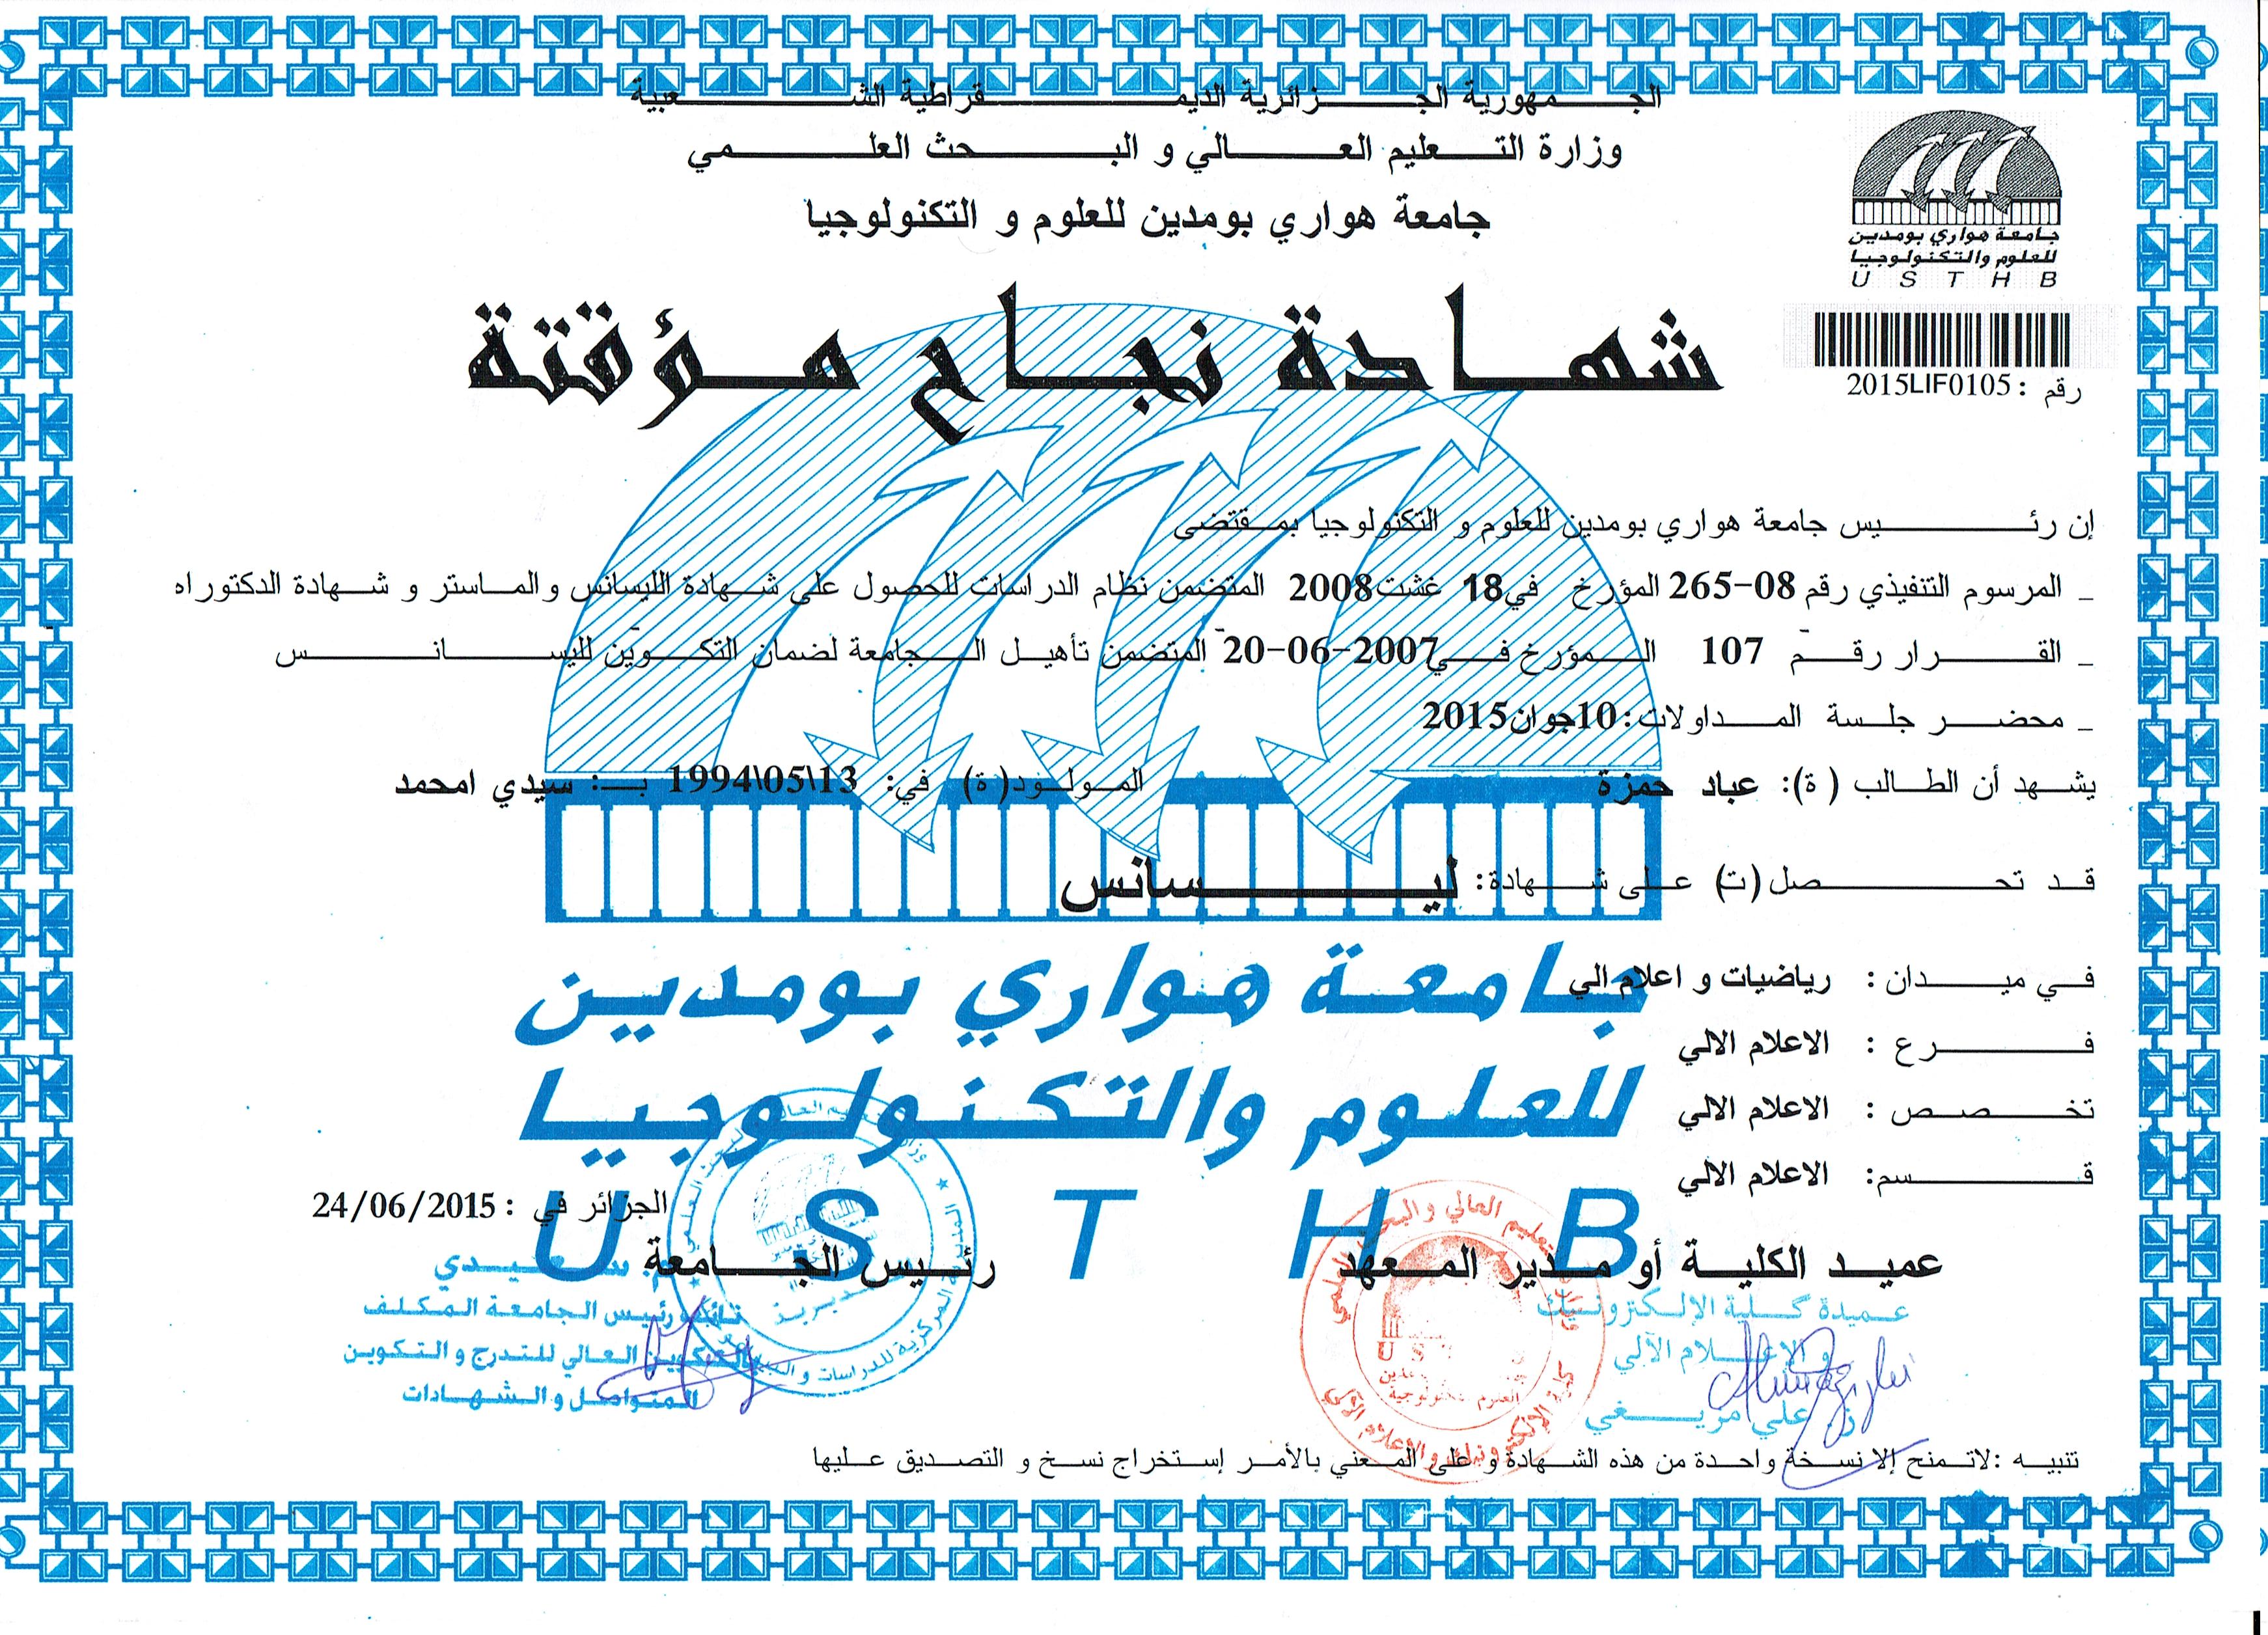 الجمهورية الجزائرية الديمقراطية الشعبية
وزارة التعليم العالي و البحث العلمي
جامعة هواري بومدين للعلوم و التكنولوجيا
جامعة هواري بومدين
للعلوم والتكنولوجيا
U S T H B
رقم : 2015LIF0105
شهادة نجاح مؤقتة
إن رئيس جامعة هواري بومدين للعلوم و التكنولوجيا بمقتضى
_ المرسوم التنفيذي رقم 08-265 المؤرخ في 18 غشت 2008 المتضمن نظام الدراسات للحصول على شهادة الليسانس والماستر و شهادة الدكتوراه
_ القرار رقم 107 المؤرخ في 20-06-2007 المتضمن تأهيل الجامعة لضمان التكوين لليسانس
_ محضر جلسة المداولات: 10جوان2015
يشهد أن الطالب (ة): عباد حمزة المولود(ة) في: 13\05\1994 بـ: سيدي امحمد
قد تحصل(ت) على شهادة: ليسانس
جامعة هواري بومدين
للعلوم والتكنولوجيا
U S T H B
في ميدان : رياضيات و اعلام الي
فرع : الاعلام الالي
تخصص : الاعلام الالي
قسم: الاعلام الالي
الجزائر في : 24/06/2015
عميد الكلية أو مدير المعهد
رئيس الجامعة
عميدة كلية الإلكترونيك
و الإعلام الآلي
ز. علي مزيغي
م. سعيدي
نائب رئيس الجامعة المكلف
بالتكوين العالي للتدرج و التكوين
المتواصل و الشهادات
تنبيه :لاتمنح إلا نسخة واحدة من هذه الشهادة و على المعني بالأمر إستخراج نسخ و التصديق عليها